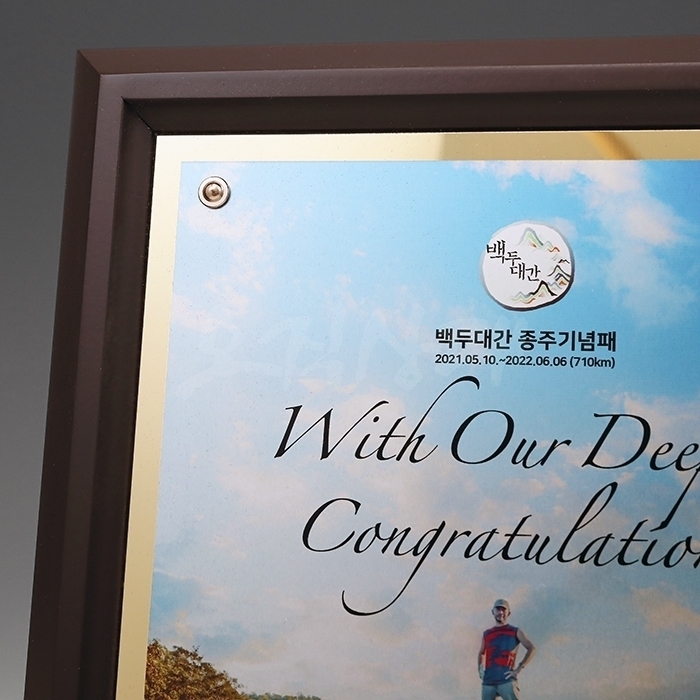 백두
대간
백두대간 종주기념패
2021.05.10.~2022.06.06 (710km)
With Our Deep
Congratulation